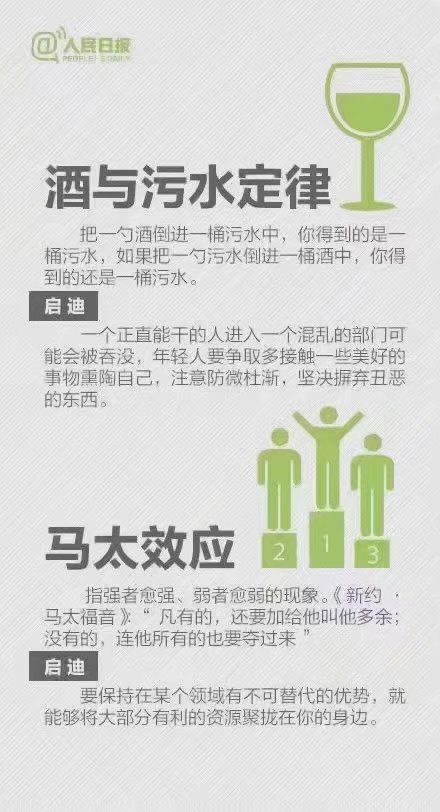 @人民日报
PEOPLE'S DAILY
酒与污水定律
把一勺酒倒进一桶污水中，你得到的是一
桶污水，如果把一勺污水倒进一桶酒中，你得
到的还是一桶污水。
启迪
一个正直能干的人进入一个混乱的部门可
能会被吞没，年轻人要争取多接触一些美好的
事物熏陶自己，注意防微杜渐，坚决摒弃丑恶
的东西。
2 1 3
马太效应
指强者愈强、弱者愈弱的现象。《新约 ·
马太福音》：“ 凡有的，还要加给他叫他多余；
没有的，连他所有的也要夺过来 ”
启迪
要保持在某个领域有不可替代的优势，就
能够将大部分有利的资源聚拢在你的身边。